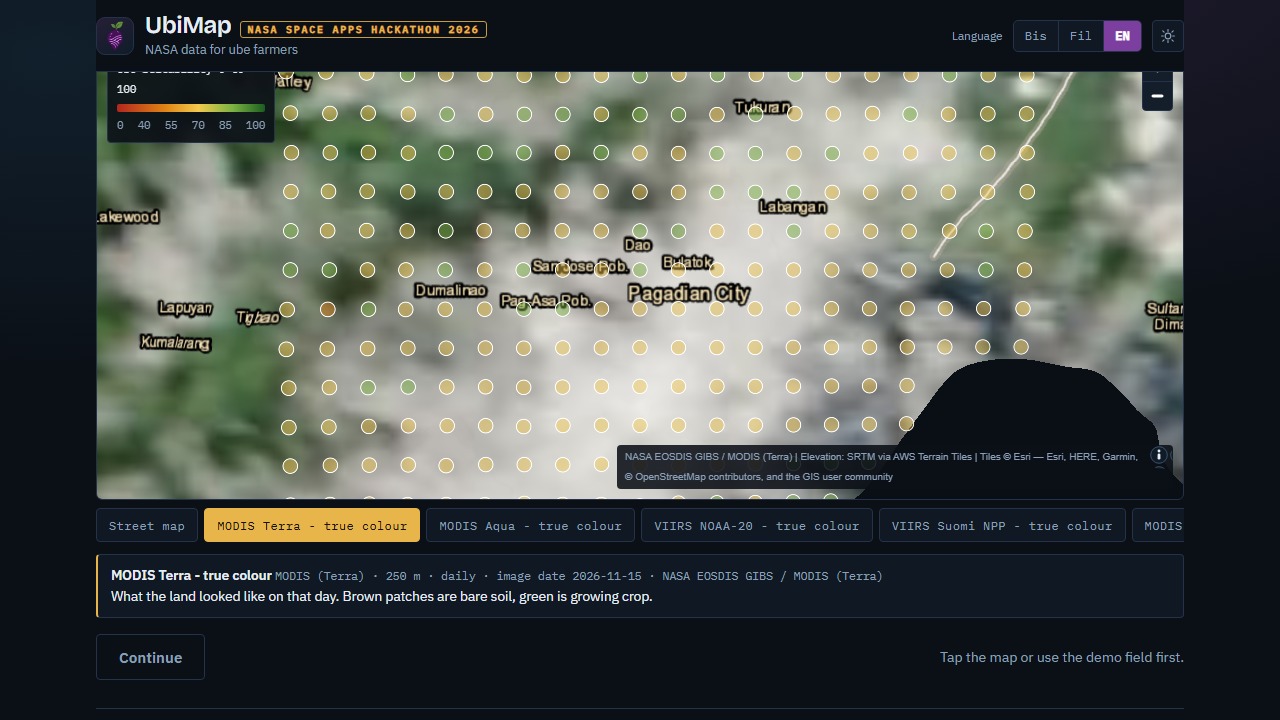 UbiMap NASA SPACE APPS HACKATHON 2026
NASA data for ube farmers
Language Bis Fil EN
100
0 40 55 70 85 100
Tukuran
Labangan
Dao
San Jose Pob.
Bulatok
Dumalinao
Pag-Asa Pob.
Pagadian City
Lapuyan
Tigbao
Kumalarang
NASA EOSDIS GIBS / MODIS (Terra) | Elevation: SRTM via AWS Terrain Tiles | Tiles © Esri — Esri, HERE, Garmin,
© OpenStreetMap contributors, and the GIS user community
Street map
MODIS Terra - true colour
MODIS Aqua - true colour
VIIRS NOAA-20 - true colour
VIIRS Suomi NPP - true colour
MODIS
MODIS Terra - true colour MODIS (Terra) · 250 m · daily · image date 2026-11-15 · NASA EOSDIS GIBS / MODIS (Terra)
What the land looked like on that day. Brown patches are bare soil, green is growing crop.
Continue
Tap the map or use the demo field first.